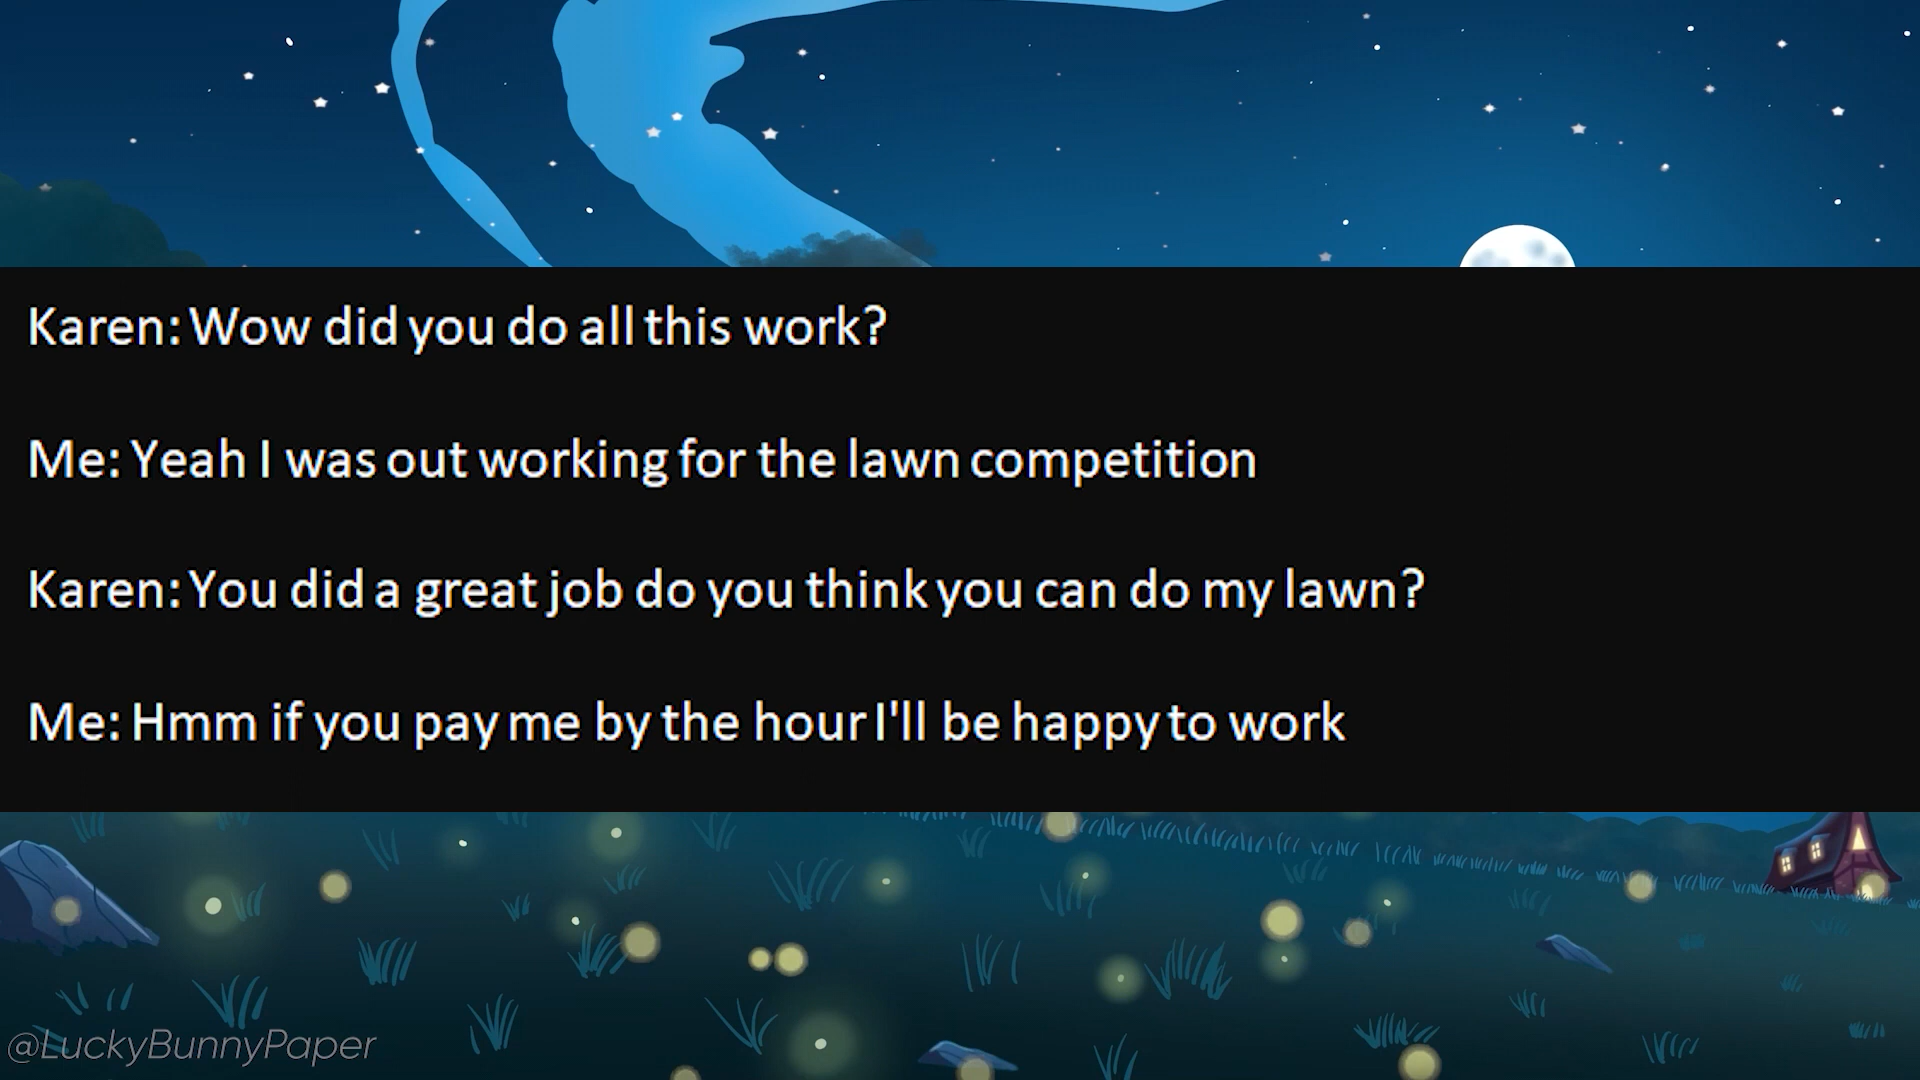 Karen: Wow did you do all this work?
Me: Yeah I was out working for the lawn competition
Karen: You did a great job do you think you can do my lawn?
Me: Hmm if you pay me by the hour I'll be happy to work
@LuckyBunnyPaper